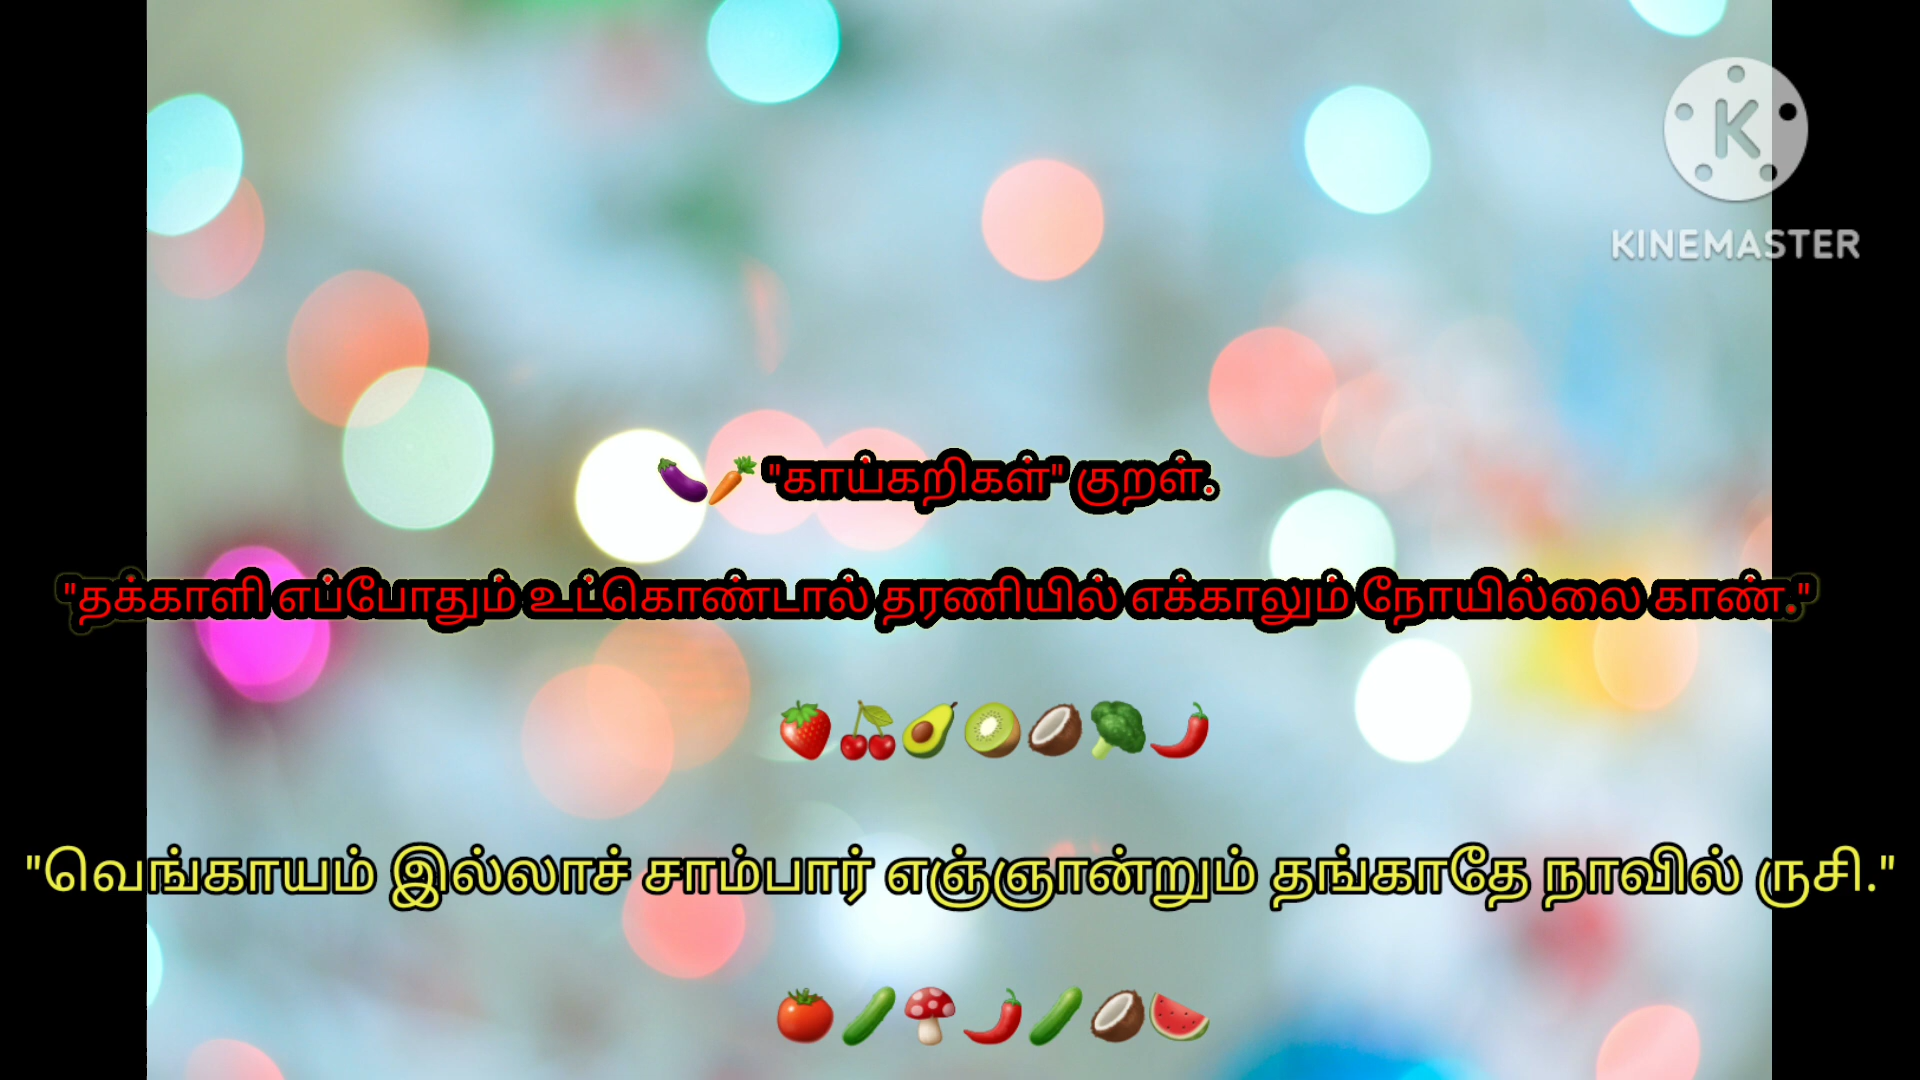 KINEMASTER
🍆🥕 "காய்கறிகள்" குறள்.
"தக்காளி எப்போதும் உட்கொண்டால் தரணியில் எக்காலும் நோயில்லை காண்."
🍓🍒🥑🥝🥥🥦🌶️
"வெங்காயம் இல்லாச் சாம்பார் எஞ்ஞான்றும் தங்காதே நாவில் ருசி."
🍅🥒🍄🌶️🥒🥥🍉